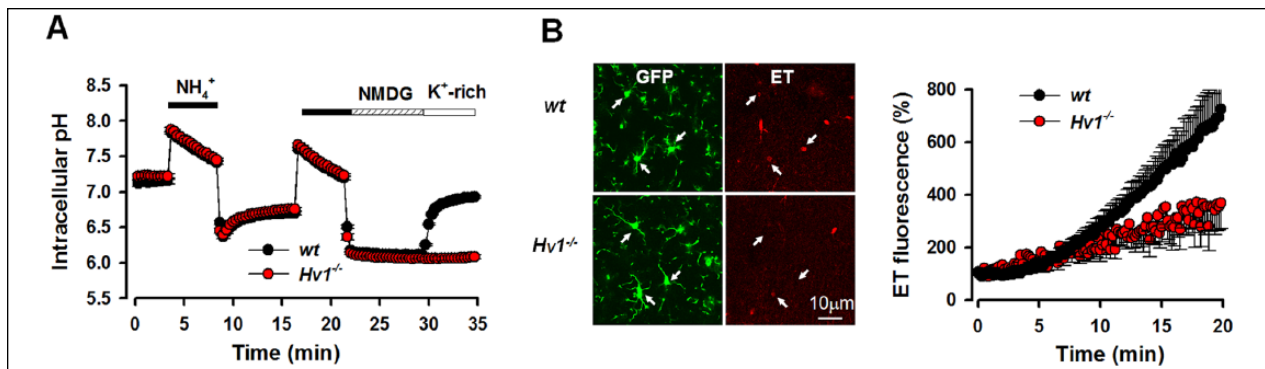 A
Intracellular pH
8.5
8.0
7.5
7.0
6.5
6.0
5.5
NH₄⁺
NMDG
K⁺-rich
wt
Hv1⁻/⁻
0 5 10 15 20 25 30 35
Time (min)
B
GFP
ET
wt
Hv1⁻/⁻
10μm
ET fluorescence (%)
800
600
400
200
0
wt
Hv1⁻/⁻
0 5 10 15 20
Time (min)